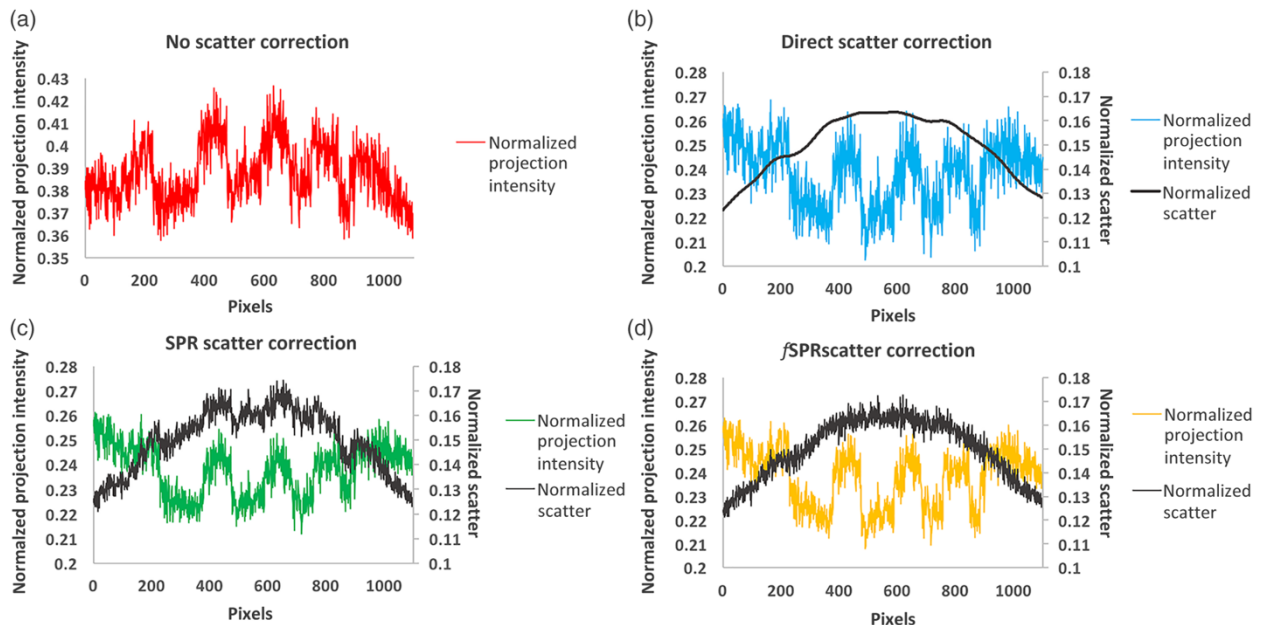 (a)
No scatter correction
Normalized projection intensity
0.43
0.42
0.41
0.4
0.39
0.38
0.37
0.36
0.35
0
200
400
600
800
1000
Pixels
Normalized
projection
intensity
(b)
Direct scatter correction
Normalzed projection intensity
0.28
0.27
0.26
0.25
0.24
0.23
0.22
0.21
0.2
0.18
0.17
0.16
0.15
0.14
0.13
0.12
0.11
0.1
Normalized scatter
0
200
400
600
800
1000
Pixels
Normalized
projection
intensity
Normalized
scatter
(c)
SPR scatter correction
Normalized projection intensity
0.28
0.27
0.26
0.25
0.24
0.23
0.22
0.21
0.2
0.18
0.17
0.16
0.15
0.14
0.13
0.12
0.11
0.1
Normalized scatter
0
200
400
600
800
1000
Pixels
Normalized
projection
intensity
Normalized
scatter
(d)
fSPRscatter correction
Normalized projection intensity
0.28
0.27
0.26
0.25
0.24
0.23
0.22
0.21
0.2
0.18
0.17
0.16
0.15
0.14
0.13
0.12
0.11
0.1
Normalized scatter
0
200
400
600
800
1000
Pixels
Normalized
projection
intensity
Normalized
scatter